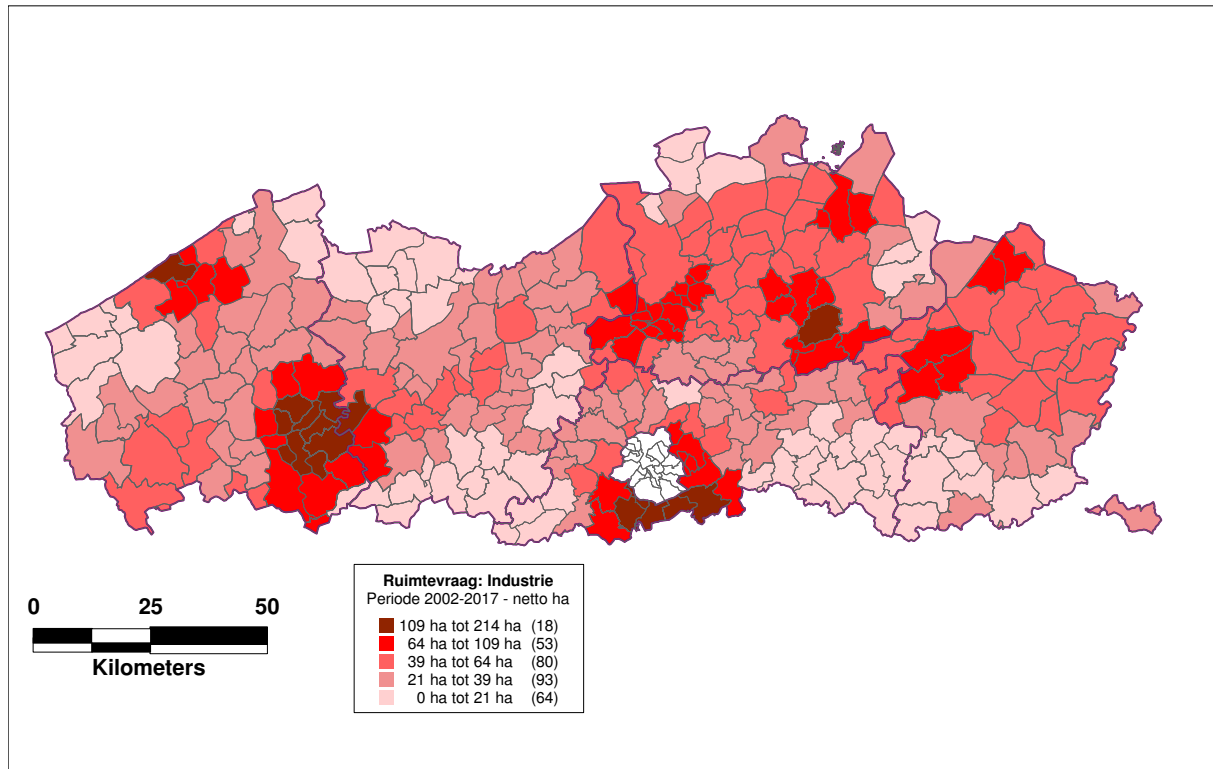 0 25 50
Kilometers
Ruimtevraag: Industrie
Periode 2002-2017 - netto ha
109 ha tot 214 ha (18)
64 ha tot 109 ha (53)
39 ha tot 64 ha (80)
21 ha tot 39 ha (93)
0 ha tot 21 ha (64)